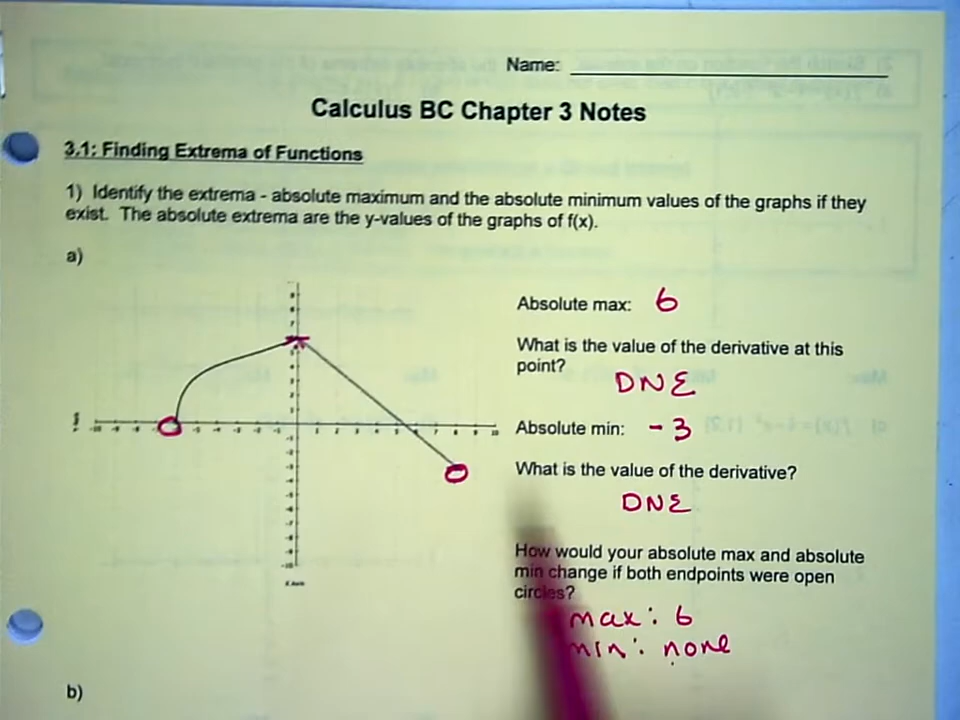 Name:
Calculus BC Chapter 3 Notes
3.1: Finding Extrema of Functions
1) Identify the extrema - absolute maximum and the absolute minimum values of the graphs if they
exist. The absolute extrema are the y-values of the graphs of f(x).
a)
Absolute max: 6
What is the value of the derivative at this
point?
DNE
Absolute min: -3
What is the value of the derivative?
DNE
How would your absolute max and absolute
min change if both endpoints were open
circles?
max: 6
min: none
b)